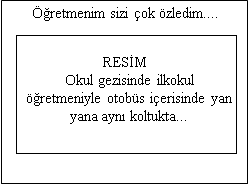 Öğretmenim sizi çok özledim....
RESİM
Okul gezisinde ilkokul
öğretmeniyle otobüs içerisinde yan
yana aynı koltukta...